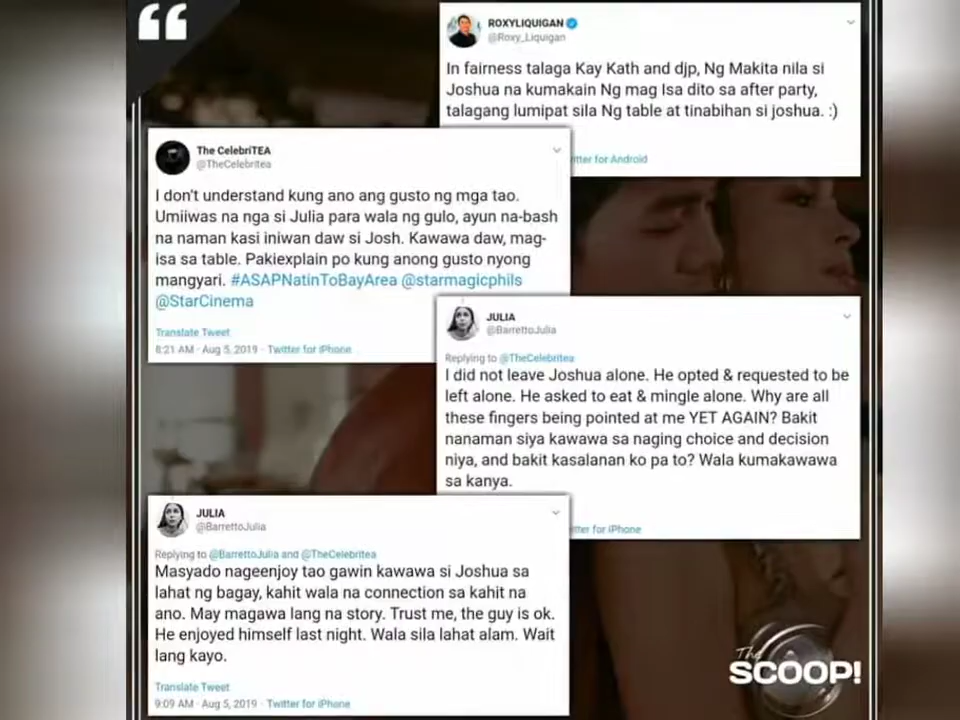 ROXYLIQUIGAN
@Roxy_Liquigan
In fairness talaga Kay Kath and djp, Ng Makita nila si
Joshua na kumakain Ng mag Isa dito sa after party,
talagang lumipat sila Ng table at tinabihan si joshua. :)
tter for Android
The CelebriTEA
@TheCelebritea
I don't understand kung ano ang gusto ng mga tao.
Umiiwas na nga si Julia para wala ng gulo, ayun na-bash
na naman kasi iniwan daw si Josh. Kawawa daw, mag-
isa sa table. Pakiexplain po kung anong gusto nyong
mangyari. #ASAPNatinToBayArea @starmagicphils
@StarCinema
Translate Tweet
8:21 AM · Aug 5, 2019 · Twitter for iPhone
JULIA
@BarrettoJulia
Replying to @TheCelebritea
I did not leave Joshua alone. He opted & requested to be
left alone. He asked to eat & mingle alone. Why are all
these fingers being pointed at me YET AGAIN? Bakit
nanaman siya kawawa sa naging choice and decision
niya, and bakit kasalanan ko pa to? Wala kumakawawa
sa kanya.
tter for iPhone
JULIA
@BarrettoJulia
Replying to @BarrettoJulia and @TheCelebritea
Masyado nageenjoy tao gawin kawawa si Joshua sa
lahat ng bagay, kahit wala na connection sa kahit na
ano. May magawa lang na story. Trust me, the guy is ok.
He enjoyed himself last night. Wala sila lahat alam. Wait
lang kayo.
Translate Tweet
9:09 AM · Aug 5, 2019 · Twitter for iPhone
The
SCOOP!